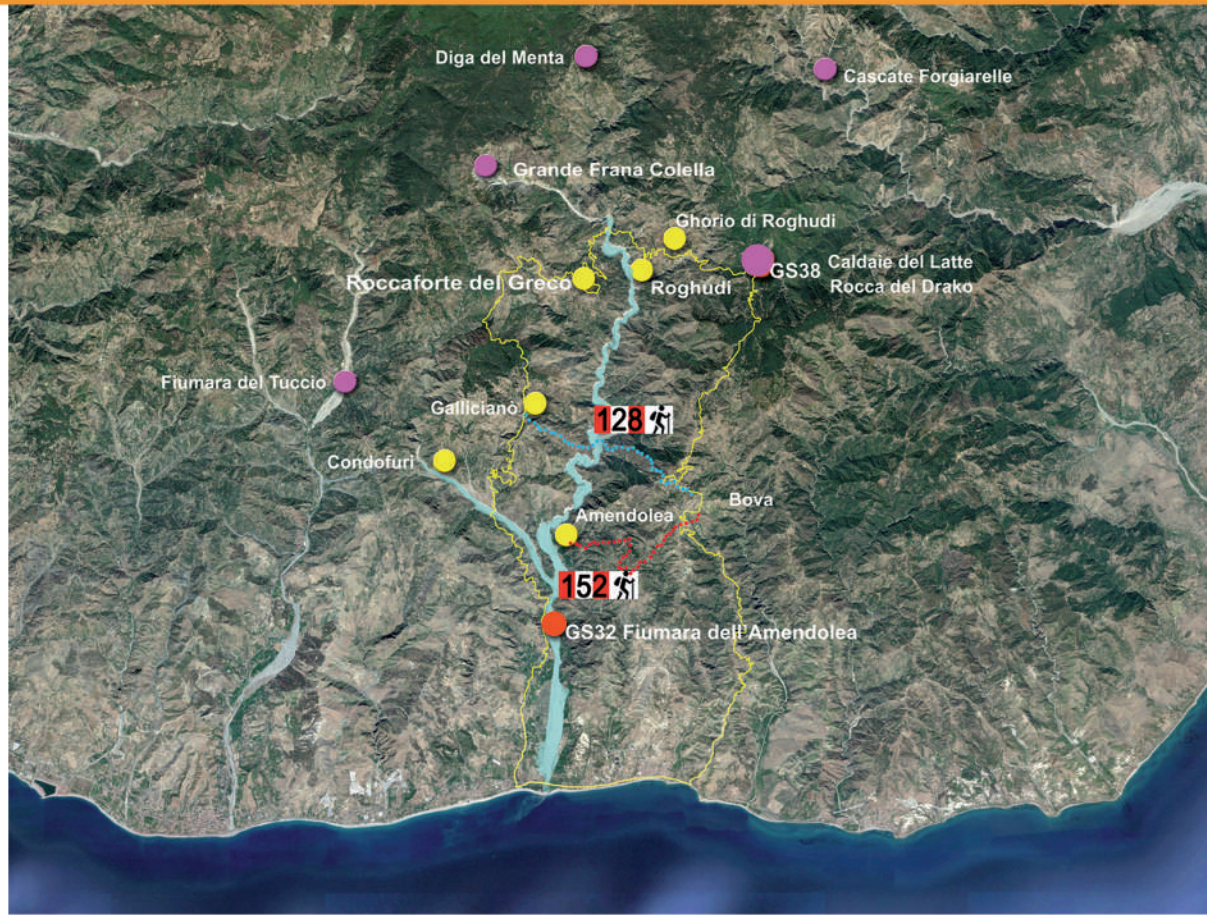 Diga del Menta
Cascate Forgiarelle
Grande Frana Colella
Ghorio di Roghudi
GS38 Caldaie del Latte
Rocca del Drako
Roccaforte del Greco
Roghudi
Fiumara del Tuccio
Gallicianò
128
Condofuri
Bova
Amendolea
152
GS32 Fiumara dell'Amendolea